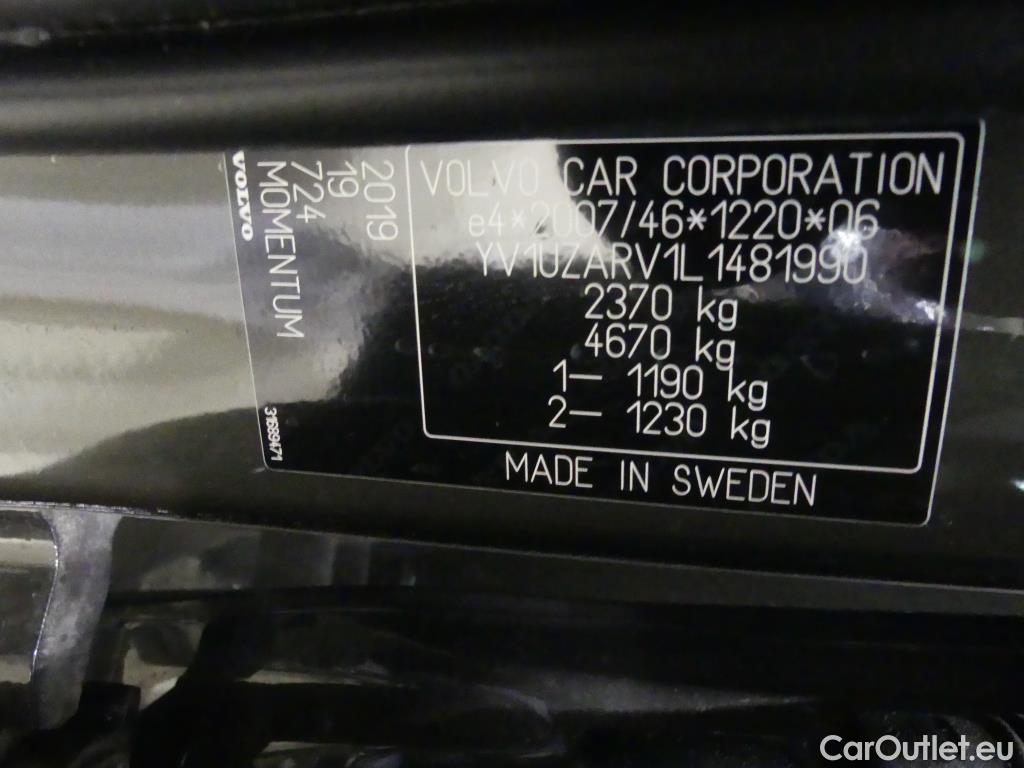 VOLVO
2019
19
724
MOMENTUM
31689471
VOLVO CAR CORPORATION
e4*2007/46*1220*06
YV1UZARV1L1481990
2370 kg
4670 kg
1– 1190 kg
2– 1230 kg
MADE IN SWEDEN
CarOutlet.eu